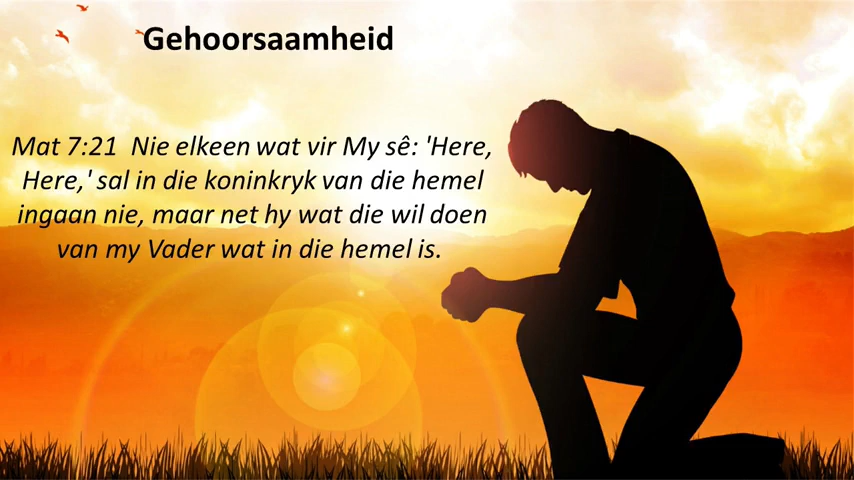 Gehoorsaamheid
Mat 7:21  Nie elkeen wat vir My sê: 'Here,
Here,' sal in die koninkryk van die hemel
ingaan nie, maar net hy wat die wil doen
van my Vader wat in die hemel is.